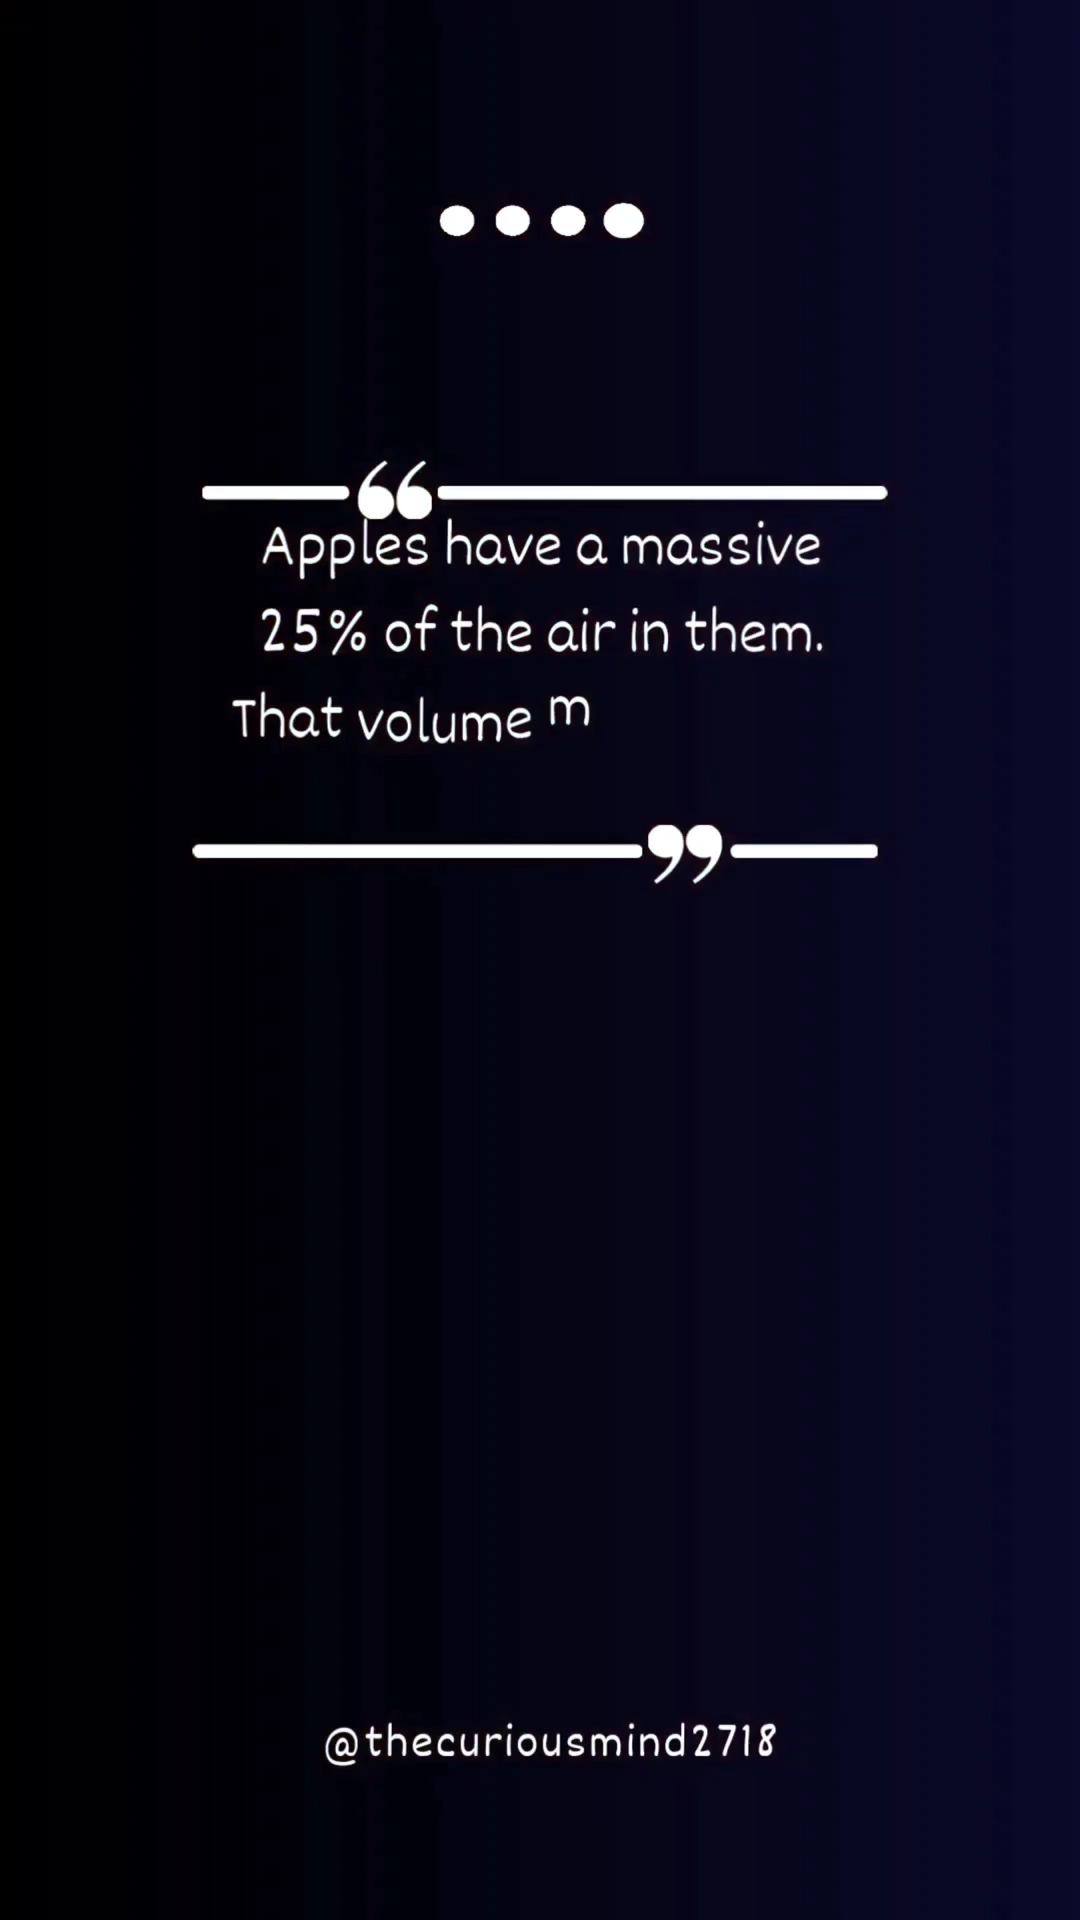 “
Apples have a massive
25% of the air in them.
That volume m
”
@thecuriousmind2718